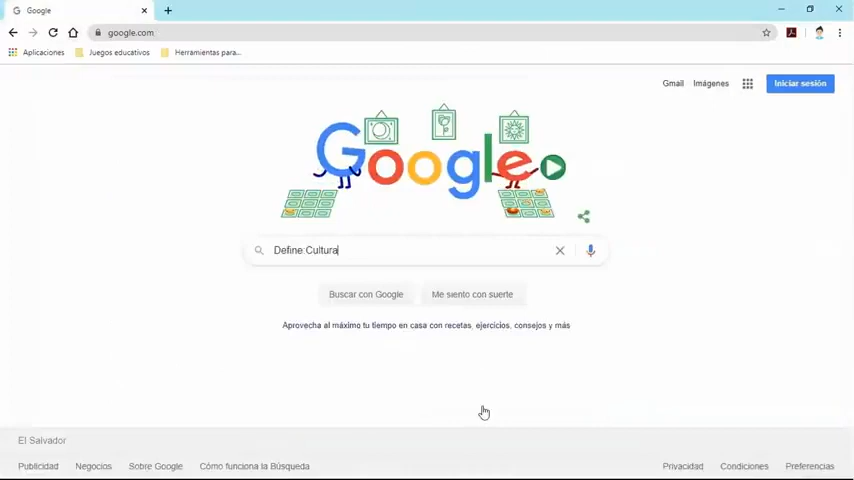 Google
google.com
Aplicaciones
Juegos educativos
Herramientas para...
Gmail
Imágenes
Iniciar sesión
Google
Define:Cultura
Buscar con Google
Me siento con suerte
Aprovecha al máximo tu tiempo en casa con recetas, ejercicios, consejos y más
El Salvador
Publicidad
Negocios
Sobre Google
Cómo funciona la Búsqueda
Privacidad
Condiciones
Preferencias